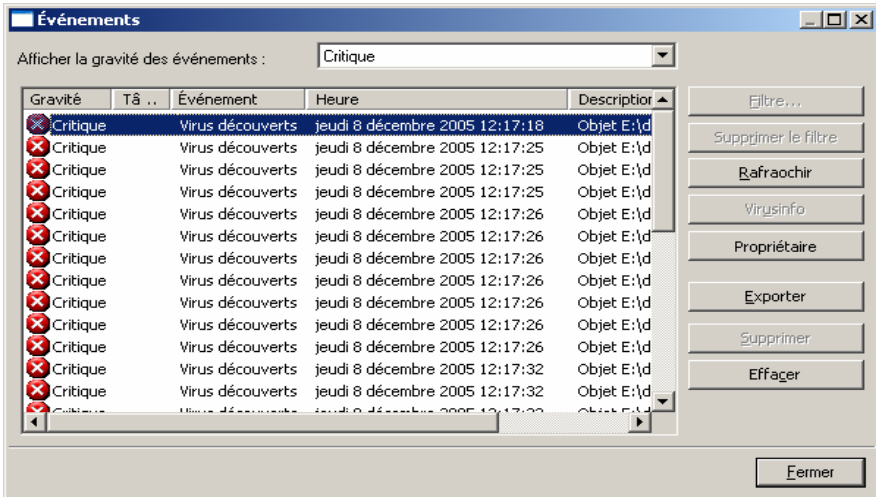 Événements
Afficher la gravité des événements : Critique
Gravité Tâ .. Événement Heure Description
Critique Virus découverts jeudi 8 décembre 2005 12:17:18 Objet E:\d
Critique Virus découverts jeudi 8 décembre 2005 12:17:25 Objet E:\d
Critique Virus découverts jeudi 8 décembre 2005 12:17:25 Objet E:\d
Critique Virus découverts jeudi 8 décembre 2005 12:17:25 Objet E:\d
Critique Virus découverts jeudi 8 décembre 2005 12:17:26 Objet E:\d
Critique Virus découverts jeudi 8 décembre 2005 12:17:26 Objet E:\d
Critique Virus découverts jeudi 8 décembre 2005 12:17:26 Objet E:\d
Critique Virus découverts jeudi 8 décembre 2005 12:17:26 Objet E:\d
Critique Virus découverts jeudi 8 décembre 2005 12:17:26 Objet E:\d
Critique Virus découverts jeudi 8 décembre 2005 12:17:26 Objet E:\d
Critique Virus découverts jeudi 8 décembre 2005 12:17:26 Objet E:\d
Critique Virus découverts jeudi 8 décembre 2005 12:17:32 Objet E:\d
Critique Virus découverts jeudi 8 décembre 2005 12:17:32 Objet E:\d
Filtre...
Supprimer le filtre
Rafraochir
Virusinfo
Propriétaire
Exporter
Supprimer
Effacer
Fermer